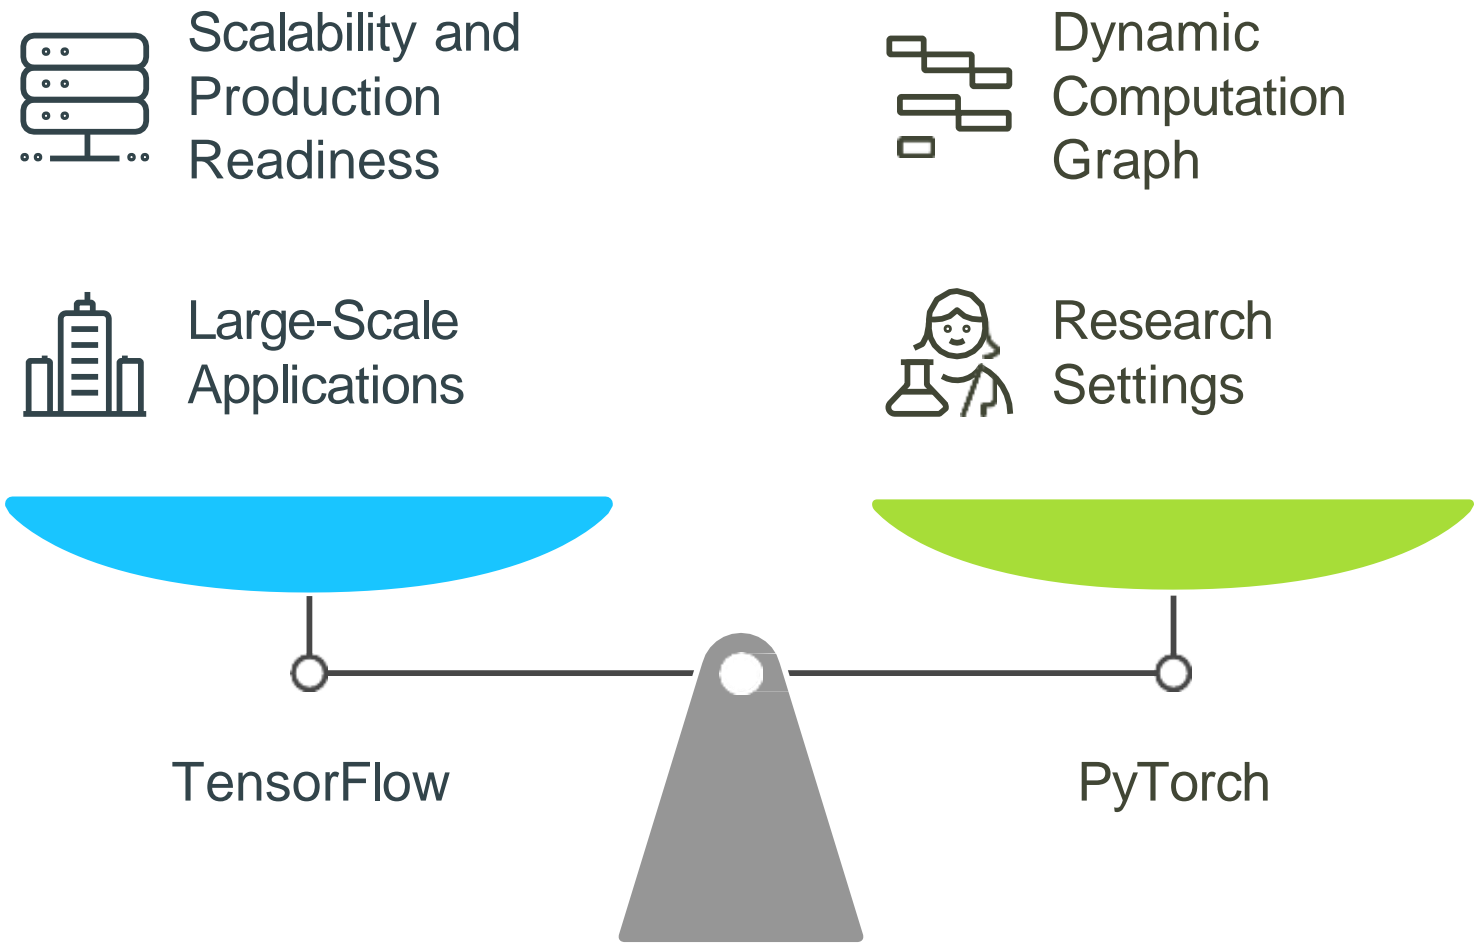 Scalability and
Production
Readiness
Dynamic
Computation
Graph
Large-Scale
Applications
Research
Settings
TensorFlow
PyTorch